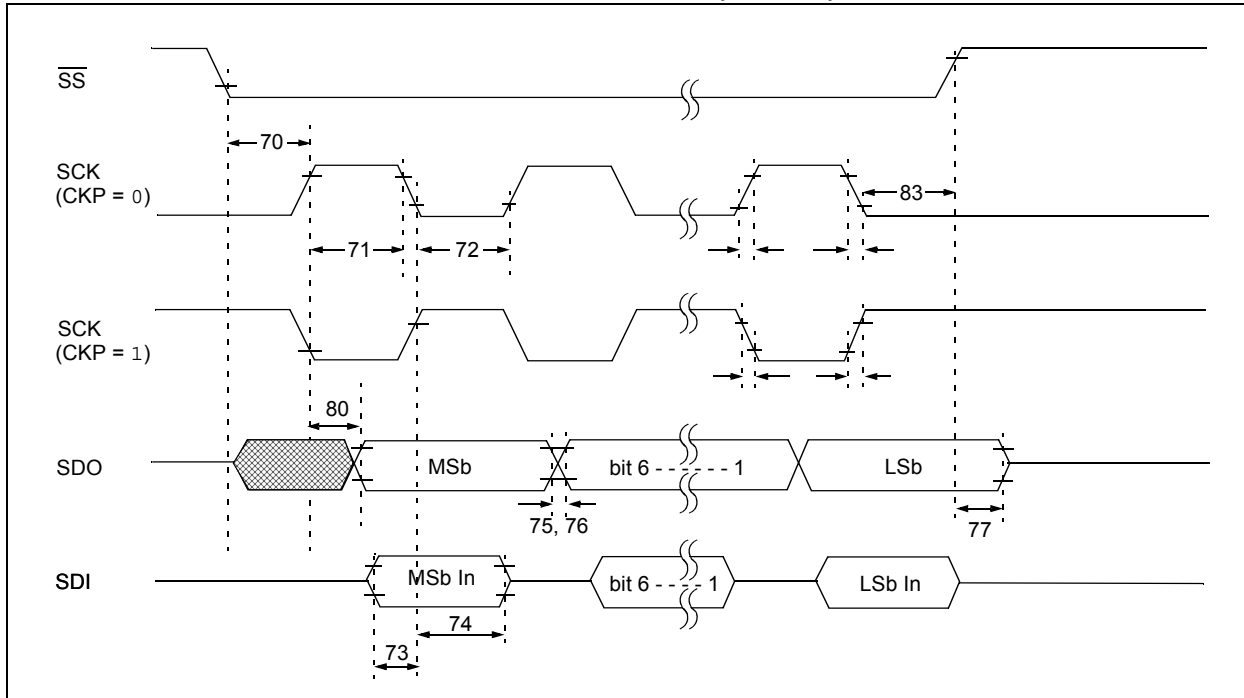 SS
70
SCK
(CKP = 0)
83
71
72
SCK
(CKP = 1)
80
SDO
MSb
bit 6 - - - - - - 1
LSb
75, 76
77
SDI
MSb In
bit 6 - - - - 1
LSb In
74
73